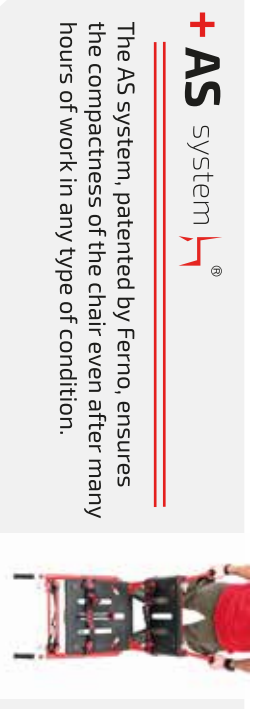 + AS system ®
The AS system, patented by Ferno, ensures
the compactness of the chair even after many
hours of work in any type of condition.